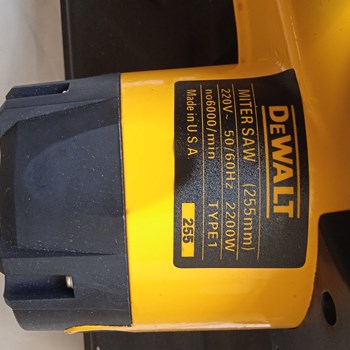 DEWALT
MITER SAW (255mm)
220V~ 50/60Hz 2200W
no6000/min TYPE1
Made in U.S.A 255